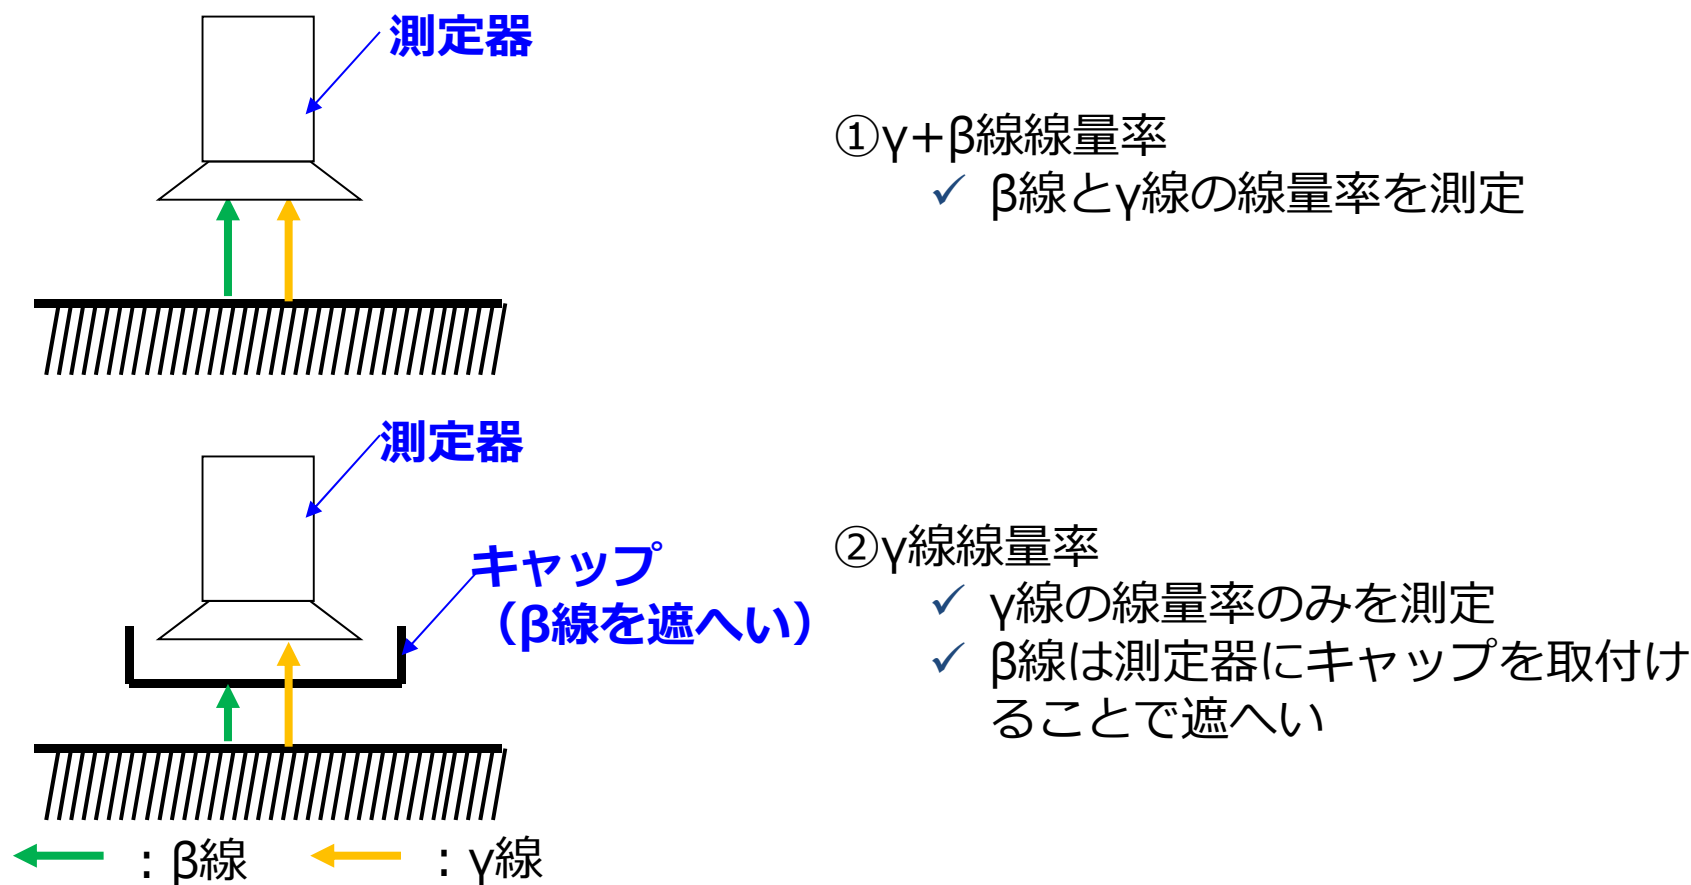 測定器
①γ+β線線量率
✓ β線とγ線の線量率を測定
測定器
キャップ
（β線を遮へい）
②γ線線量率
✓ γ線の線量率のみを測定
✓ β線は測定器にキャップを取付け
ることで遮へい
：β線
：γ線